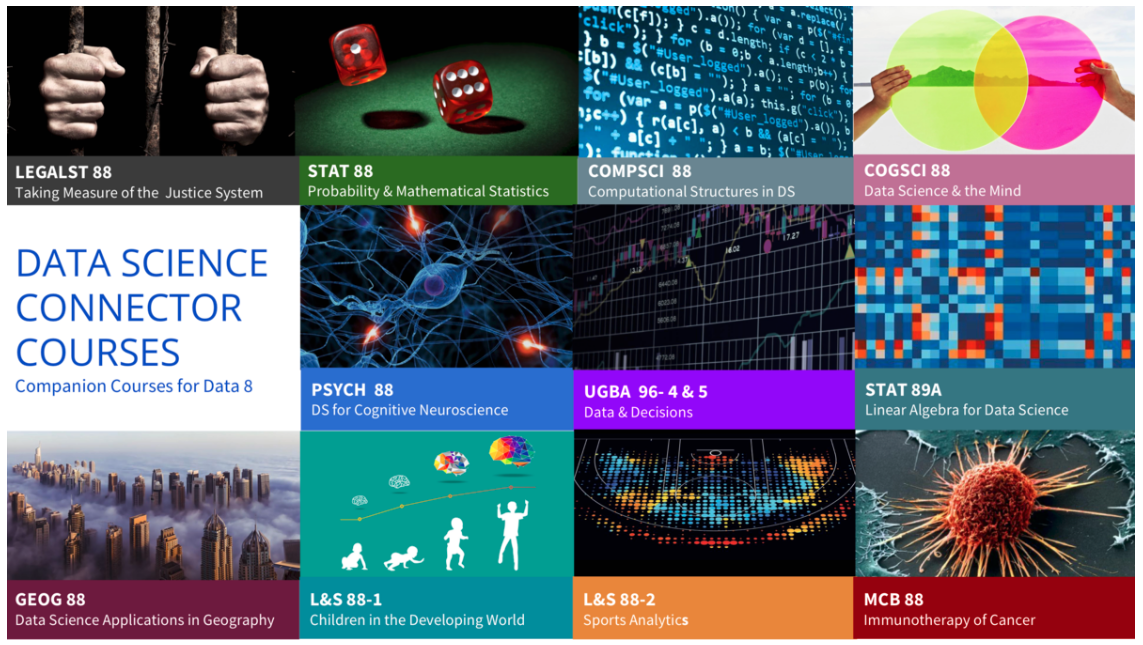 LEGALST 88
Taking Measure of the Justice System
STAT 88
Probability & Mathematical Statistics
COMPSCI 88
Computational Structures in DS
COGSCI 88
Data Science & the Mind
DATA SCIENCE
CONNECTOR
COURSES
Companion Courses for Data 8
PSYCH 88
DS for Cognitive Neuroscience
16.02
17.27
UGBA 96- 4 & 5
Data & Decisions
STAT 89A
Linear Algebra for Data Science
GEOG 88
Data Science Applications in Geography
L&S 88-1
Children in the Developing World
L&S 88-2
Sports Analytics
MCB 88
Immunotherapy of Cancer